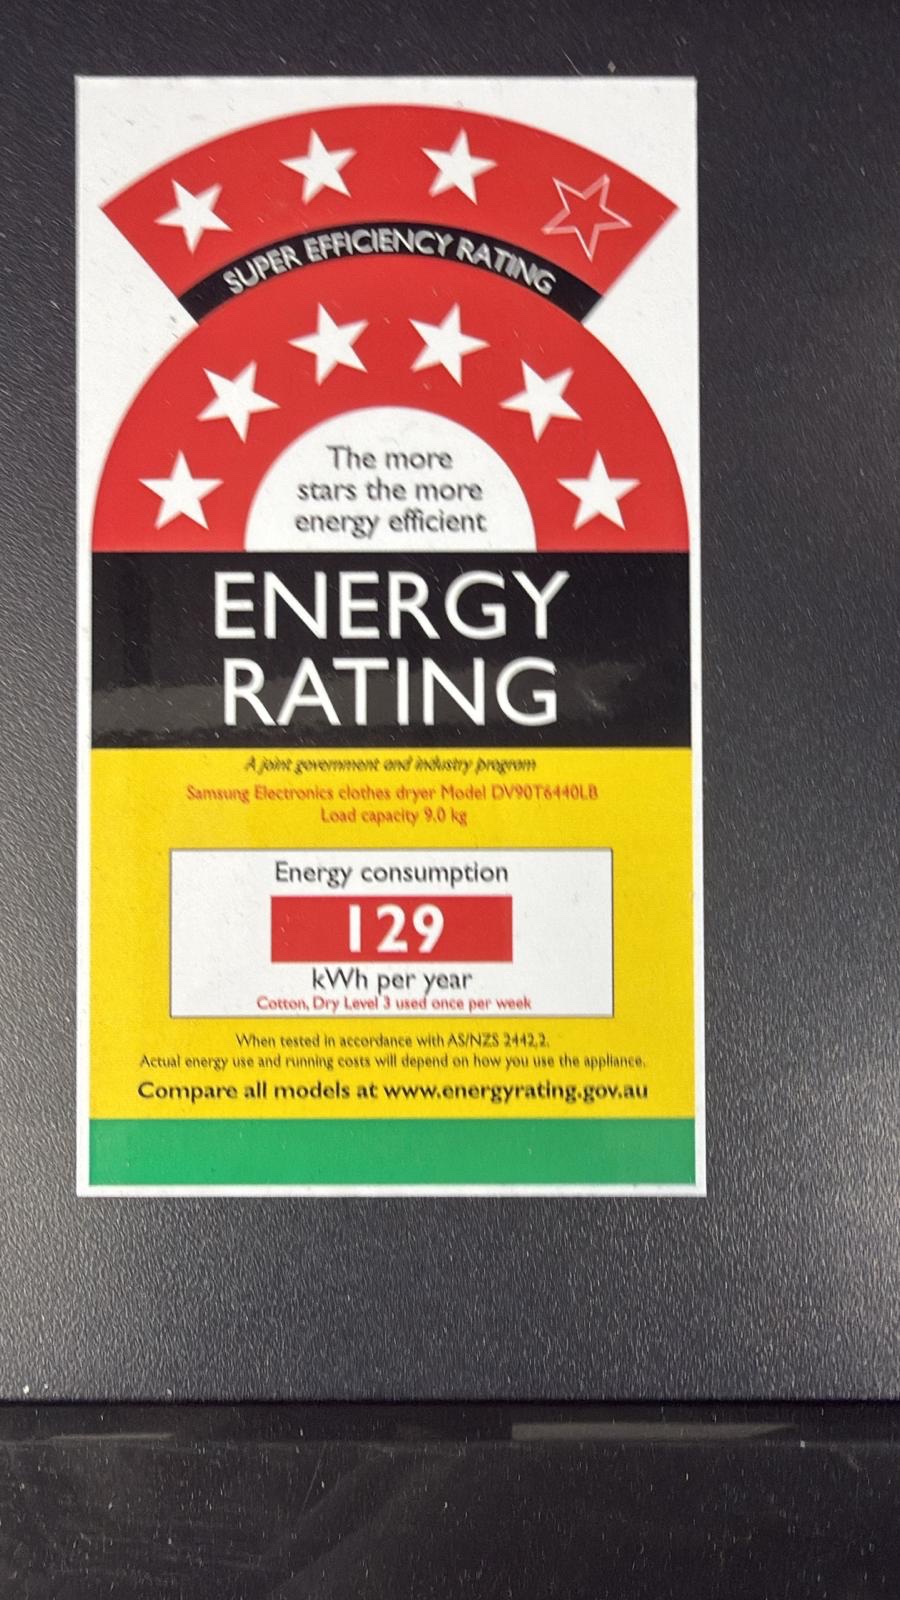 SUPER EFFICIENCY RATING
The more
stars the more
energy efficient
ENERGY
RATING
A joint government and industry program
Samsung Electronics clothes dryer Model DV90T6440LB
Load capacity 9.0 kg
Energy consumption
129
kWh per year
Cotton, Dry Level 3 used once per week
When tested in accordance with AS/NZS 2442.2.
Actual energy use and running costs will depend on how you use the appliance.
Compare all models at www.energyrating.gov.au